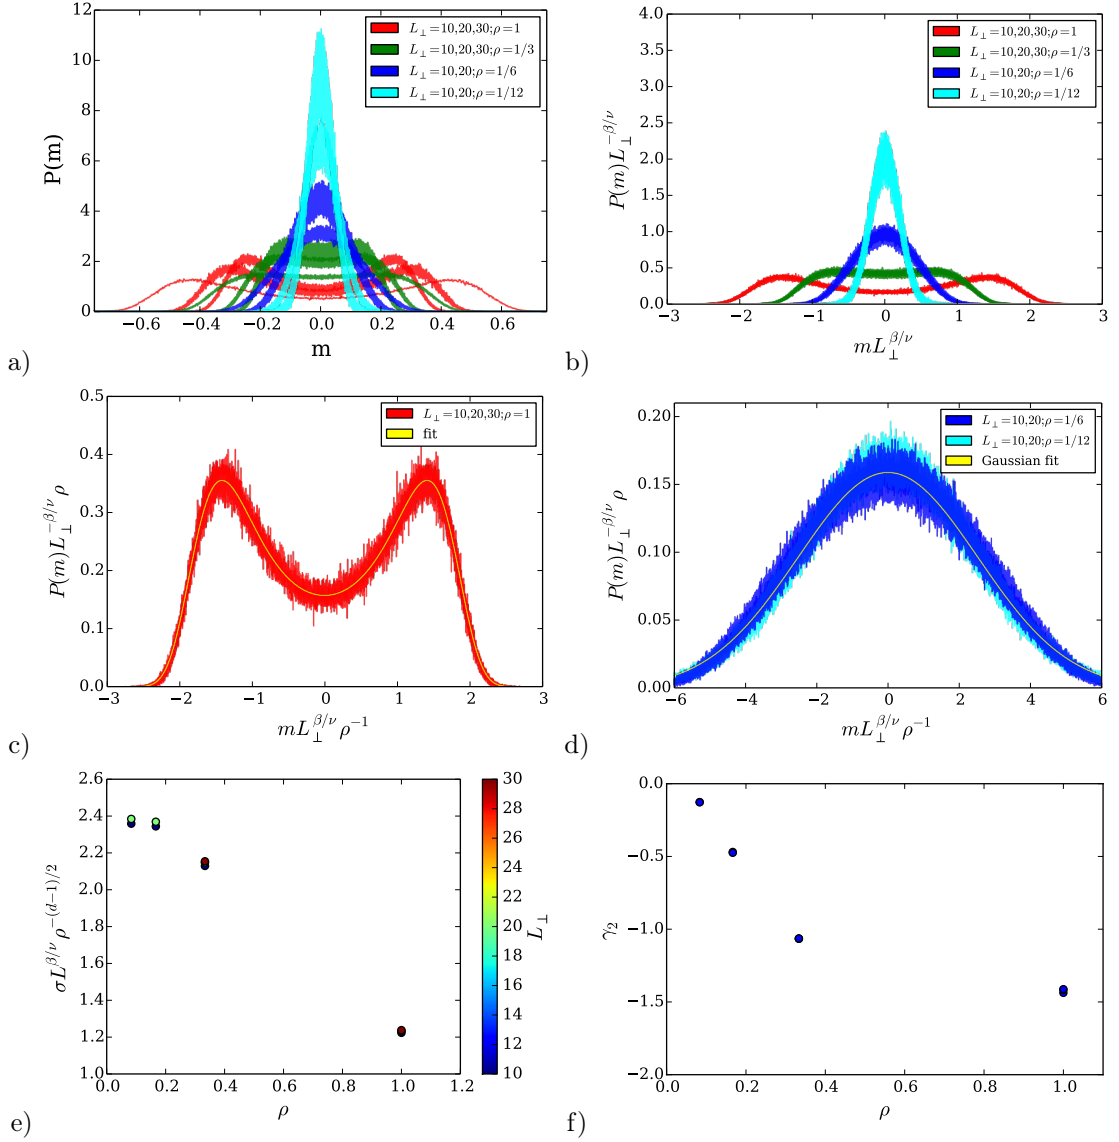 12
10
8
6
4
2
0
P(m)
−0.6 −0.4 −0.2 0.0 0.2 0.4 0.6
m
L⊥=10,20,30;ρ=1
L⊥=10,20,30;ρ=1/3
L⊥=10,20;ρ=1/6
L⊥=10,20;ρ=1/12
a)
4.0
3.5
3.0
2.5
2.0
1.5
1.0
0.5
0.0
P(m)L⊥^{−β/ν}
−3 −2 −1 0 1 2 3
mL⊥^{β/ν}
L⊥=10,20,30;ρ=1
L⊥=10,20,30;ρ=1/3
L⊥=10,20;ρ=1/6
L⊥=10,20;ρ=1/12
b)
0.5
0.4
0.3
0.2
0.1
0.0
P(m)L⊥^{−β/ν} ρ
−3 −2 −1 0 1 2 3
mL⊥^{β/ν} ρ^{−1}
L⊥=10,20,30;ρ=1
fit
c)
0.20
0.15
0.10
0.05
0.00
P(m)L⊥^{−β/ν} ρ
−6 −4 −2 0 2 4 6
mL⊥^{β/ν} ρ^{−1}
L⊥=10,20;ρ=1/6
L⊥=10,20;ρ=1/12
Gaussian fit
d)
2.6
2.4
2.2
2.0
1.8
1.6
1.4
1.2
1.0
σL^{β/ν} ρ^{−(d−1)/2}
0.0 0.2 0.4 0.6 0.8 1.0 1.2
ρ
30
28
26
24
22
20
18
16
14
12
10
L⊥
e)
0.0
−0.5
−1.0
−1.5
−2.0
γ₂
0.0 0.2 0.4 0.6 0.8 1.0
ρ
f)